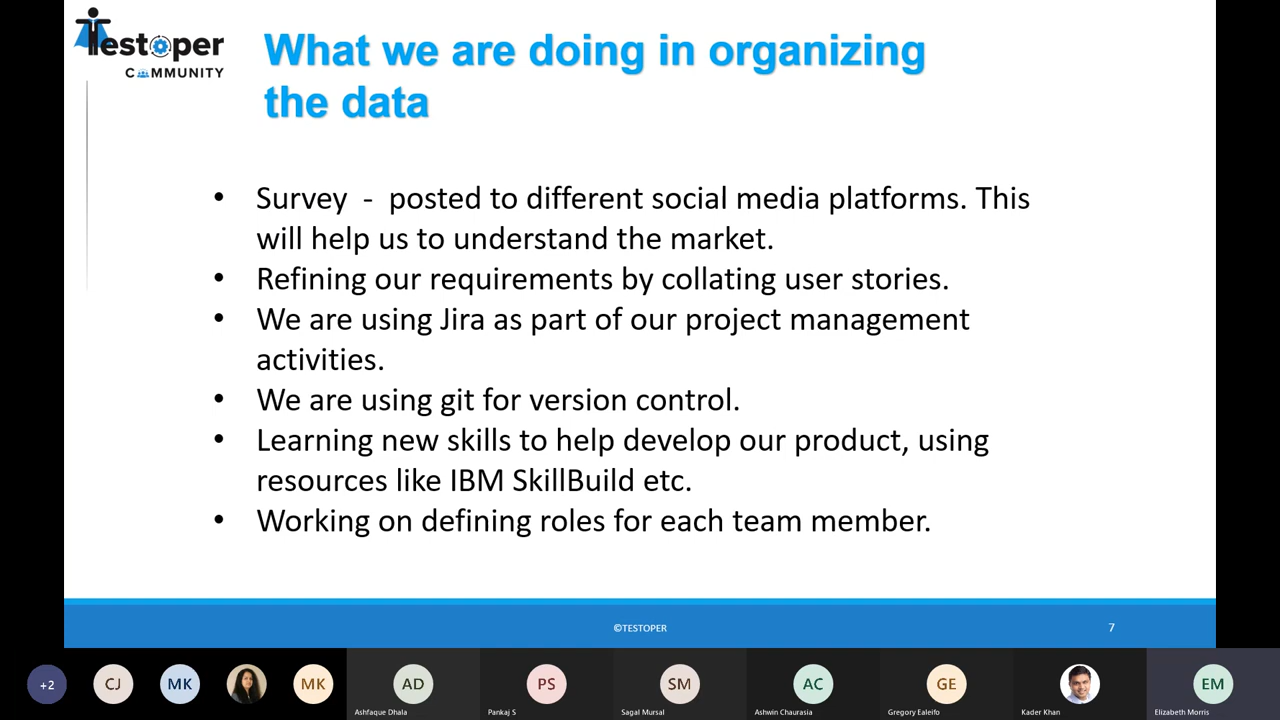 Testoper
COMMUNITY
What we are doing in organizing
the data
• Survey - posted to different social media platforms. This
will help us to understand the market.
• Refining our requirements by collating user stories.
• We are using Jira as part of our project management
activities.
• We are using git for version control.
• Learning new skills to help develop our product, using
resources like IBM SkillBuild etc.
• Working on defining roles for each team member.
©TESTOPER
7
+2
CJ
MK
MK
AD
PS
SM
AC
GE
EM
Ashfaque Dhala
Pankaj S
Sagal Mursal
Ashwin Chaurasia
Gregory Ealeifo
Kader Khan
Elizabeth Morris